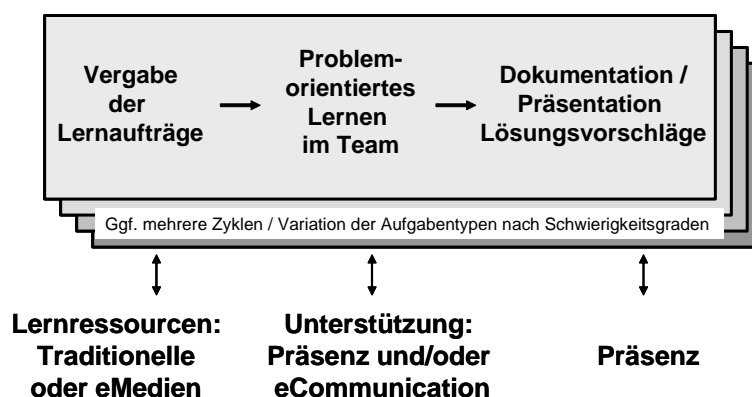 Vergabe
der
Lernaufträge
Problem-
orientiertes
Lernen
im Team
Dokumentation /
Präsentation
Lösungsvorschläge
Ggf. mehrere Zyklen / Variation der Aufgabentypen nach Schwierigkeitsgraden
Lernressourcen:
Traditionelle
oder eMedien
Unterstützung:
Präsenz und/oder
eCommunication
Präsenz